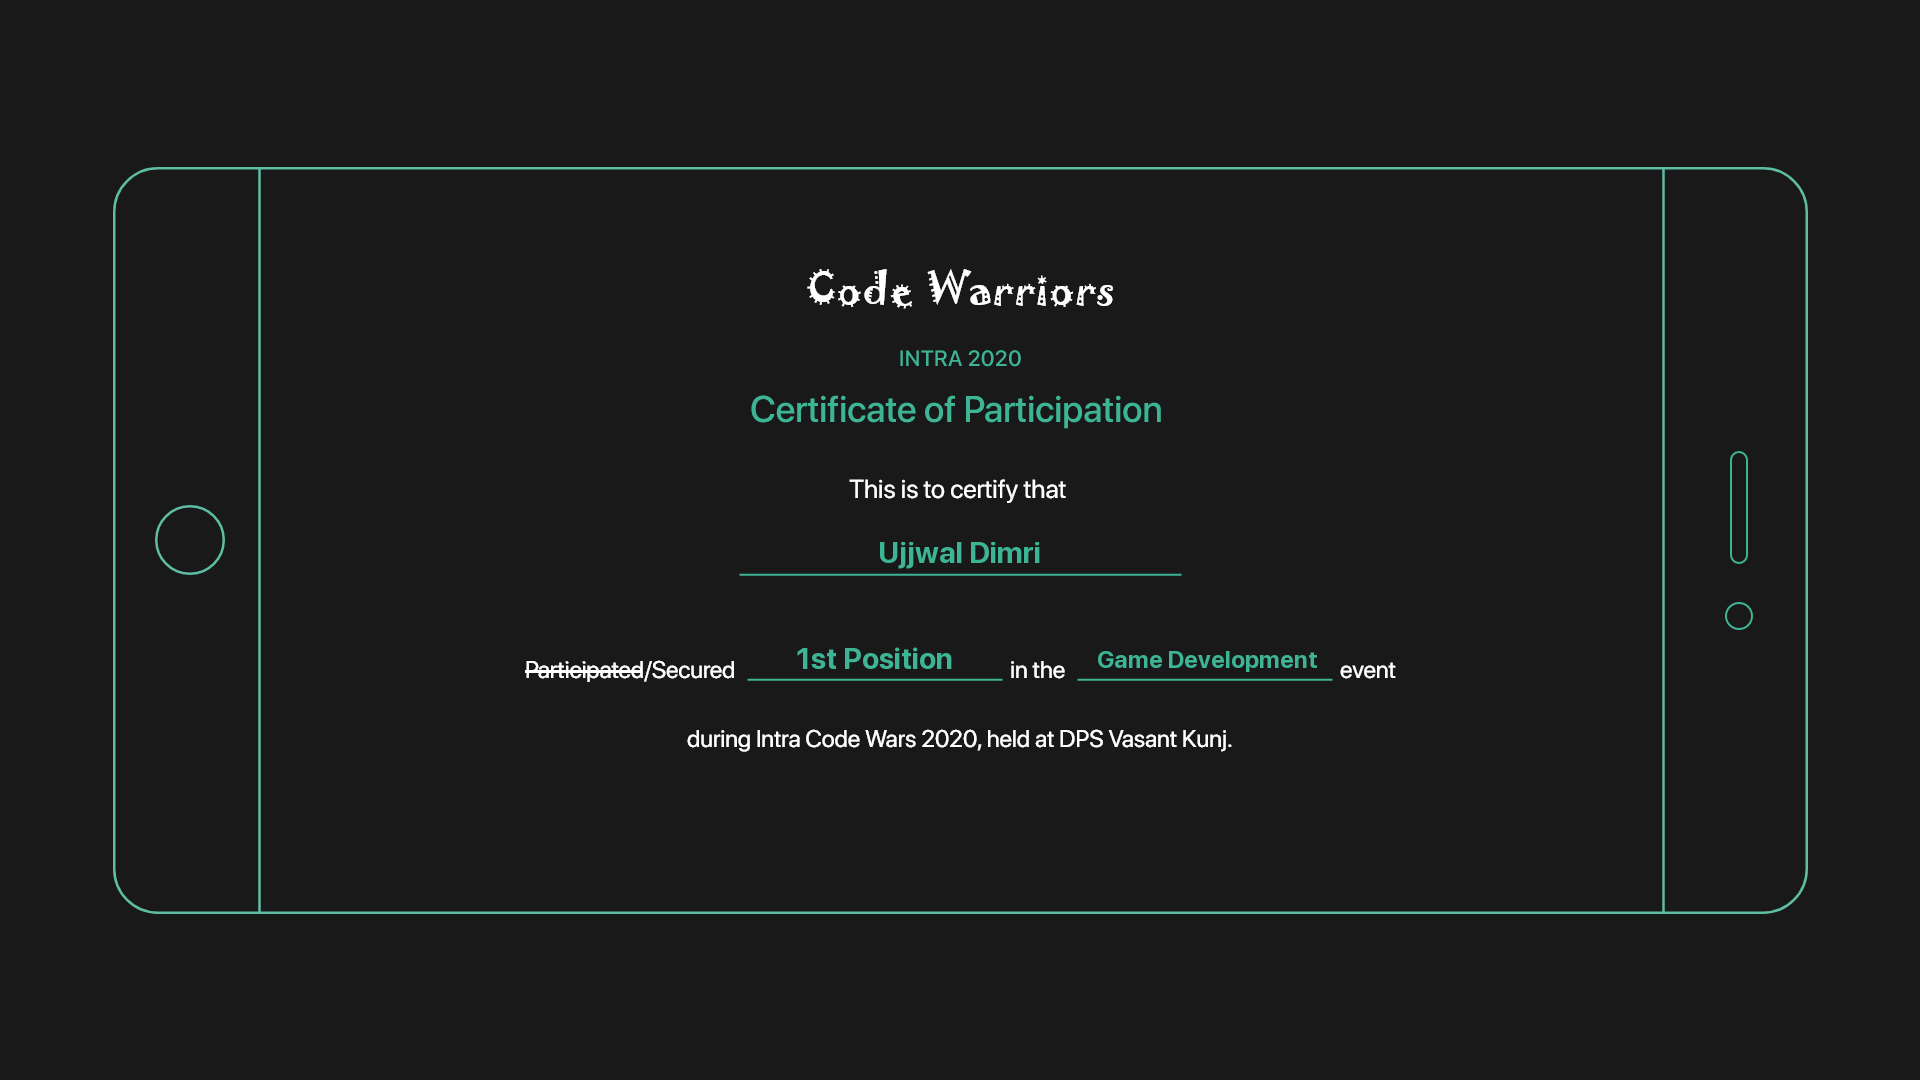 Code Warriors
INTRA 2020
Certificate of Participation
This is to certify that
Ujjwal Dimri
Participated/Secured 1st Position in the Game Development event
during Intra Code Wars 2020, held at DPS Vasant Kunj.